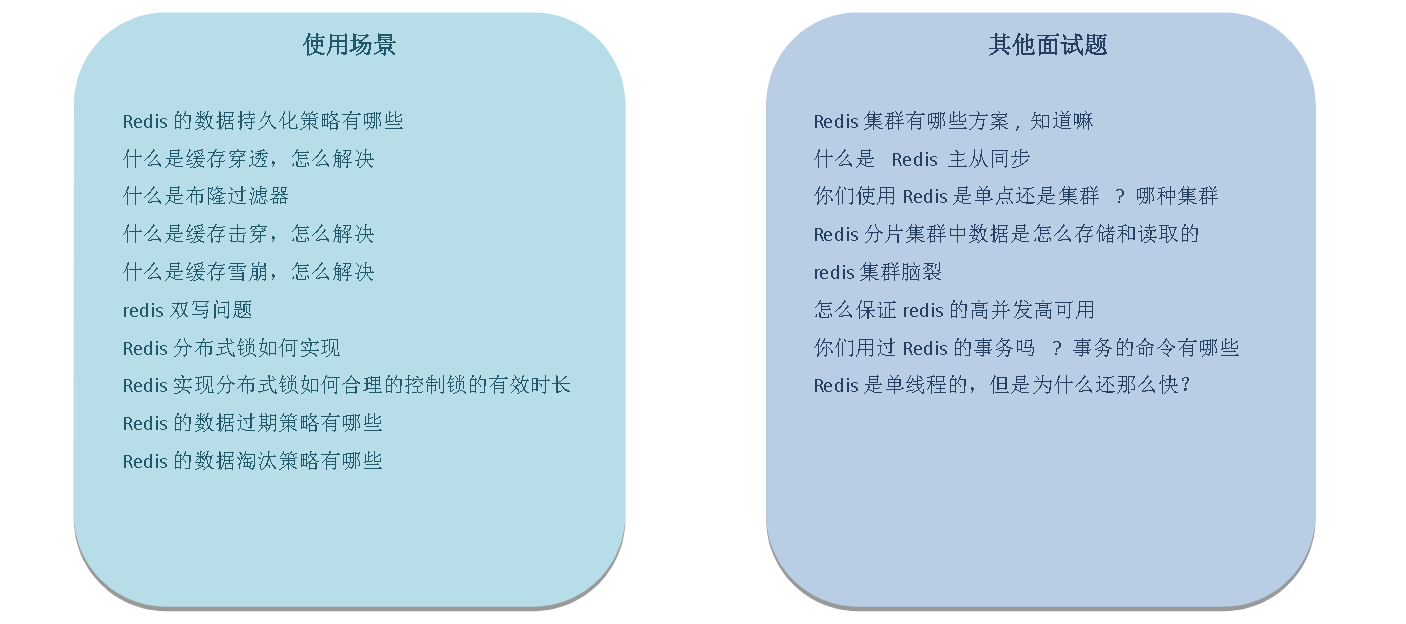 使用场景
Redis 的数据持久化策略有哪些
什么是缓存穿透，怎么解决
什么是布隆过滤器
什么是缓存击穿，怎么解决
什么是缓存雪崩，怎么解决
redis 双写问题
Redis 分布式锁如何实现
Redis 实现分布式锁如何合理的控制锁的有效时长
Redis 的数据过期策略有哪些
Redis 的数据淘汰策略有哪些
其他面试题
Redis 集群有哪些方案 , 知道嘛
什么是 Redis 主从同步
你们使用 Redis 是单点还是集群 ? 哪种集群
Redis 分片集群中数据是怎么存储和读取的
redis 集群脑裂
怎么保证 redis 的高并发高可用
你们用过 Redis 的事务吗 ? 事务的命令有哪些
Redis 是单线程的，但是为什么还那么快？